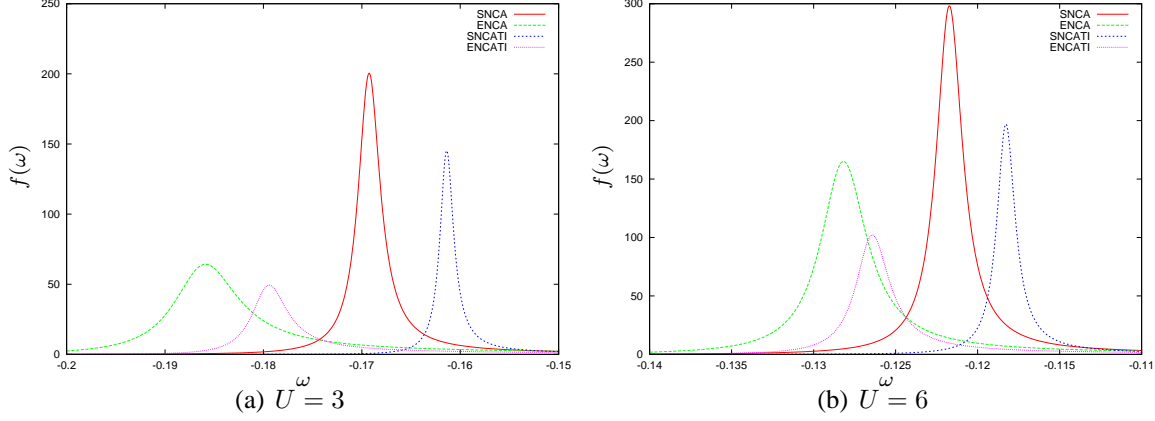 250
200
150
100
50
0
f(ω)
SNCA
ENCA
SNCATI
ENCATI
-0.2 -0.19 -0.18 -0.17 -0.16 -0.15
ω
(a) U = 3
300
250
200
150
100
50
0
f(ω)
SNCA
ENCA
SNCATI
ENCATI
-0.14 -0.135 -0.13 -0.125 -0.12 -0.115 -0.11
ω
(b) U = 6